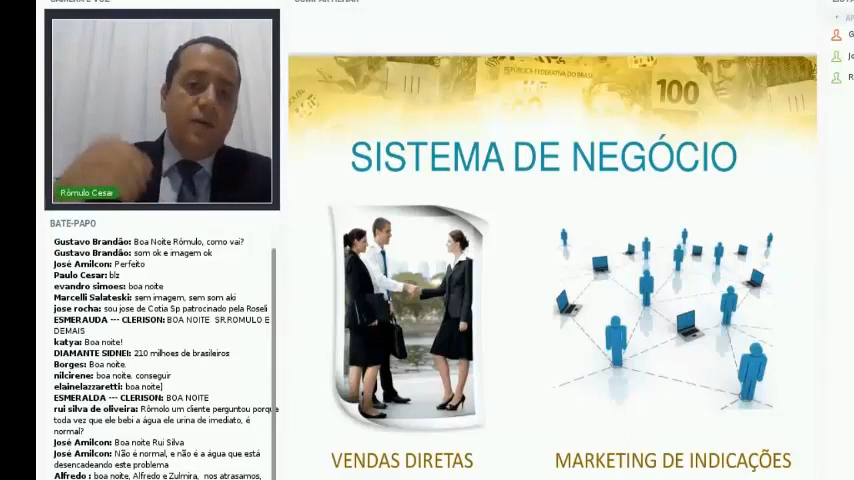 Rômulo Cesar
BATE-PAPO
Gustavo Brandão: Boa Noite Rômulo, como vai?
Gustavo Brandão: som ok e imagem ok
José Amilcon: Perfeito
Paulo Cesar: blz
evandro simoes: boa noite
Marcelli Salateski: sem imagem, sem som aki
jose rocha: sou jose de Cotia Sp patrocinado pela Roseli
ESMERAUDA --- CLERISON: BOA NOITE SR.ROMULO E
DEMAIS
katya: Boa noite!
DIAMANTE SIDNEI: 210 milhoes de brasileiros
Borges: Boa noite.
nilcirene: boa noite. conseguir
elainelazzaretti: boa noite]
ESMERALDA --- CLERISON: BOA NOITE
rui silva de oliveira: Rômulo um cliente perguntou porque
toda vez que ele bebi a água ele urina de imediato, é
normal?
José Amilcon: Boa noite Rui Silva
José Amilcon: Não é normal, e não é a água que está
desencadeando este problema
Alfredo : boa noite, Alfredo e Zulmira, nos atrasamos,
REPÚBLICA FEDERATIVA DO BRASIL
100
SISTEMA DE NEGÓCIO
VENDAS DIRETAS
MARKETING DE INDICAÇÕES
G
Jo
R